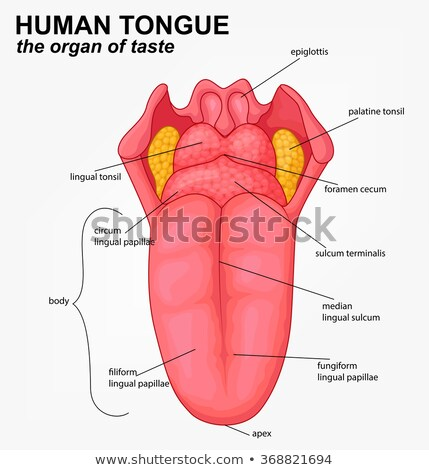 HUMAN TONGUE
the organ of taste
epiglottis
palatine tonsil
lingual tonsil
foramen cecum
circum
lingual papillae
sulcum terminalis
body
median
lingual sulcum
filiform
lingual papillae
fungiform
lingual papillae
apex
shutterstock
www.shutterstock.com · 368821694